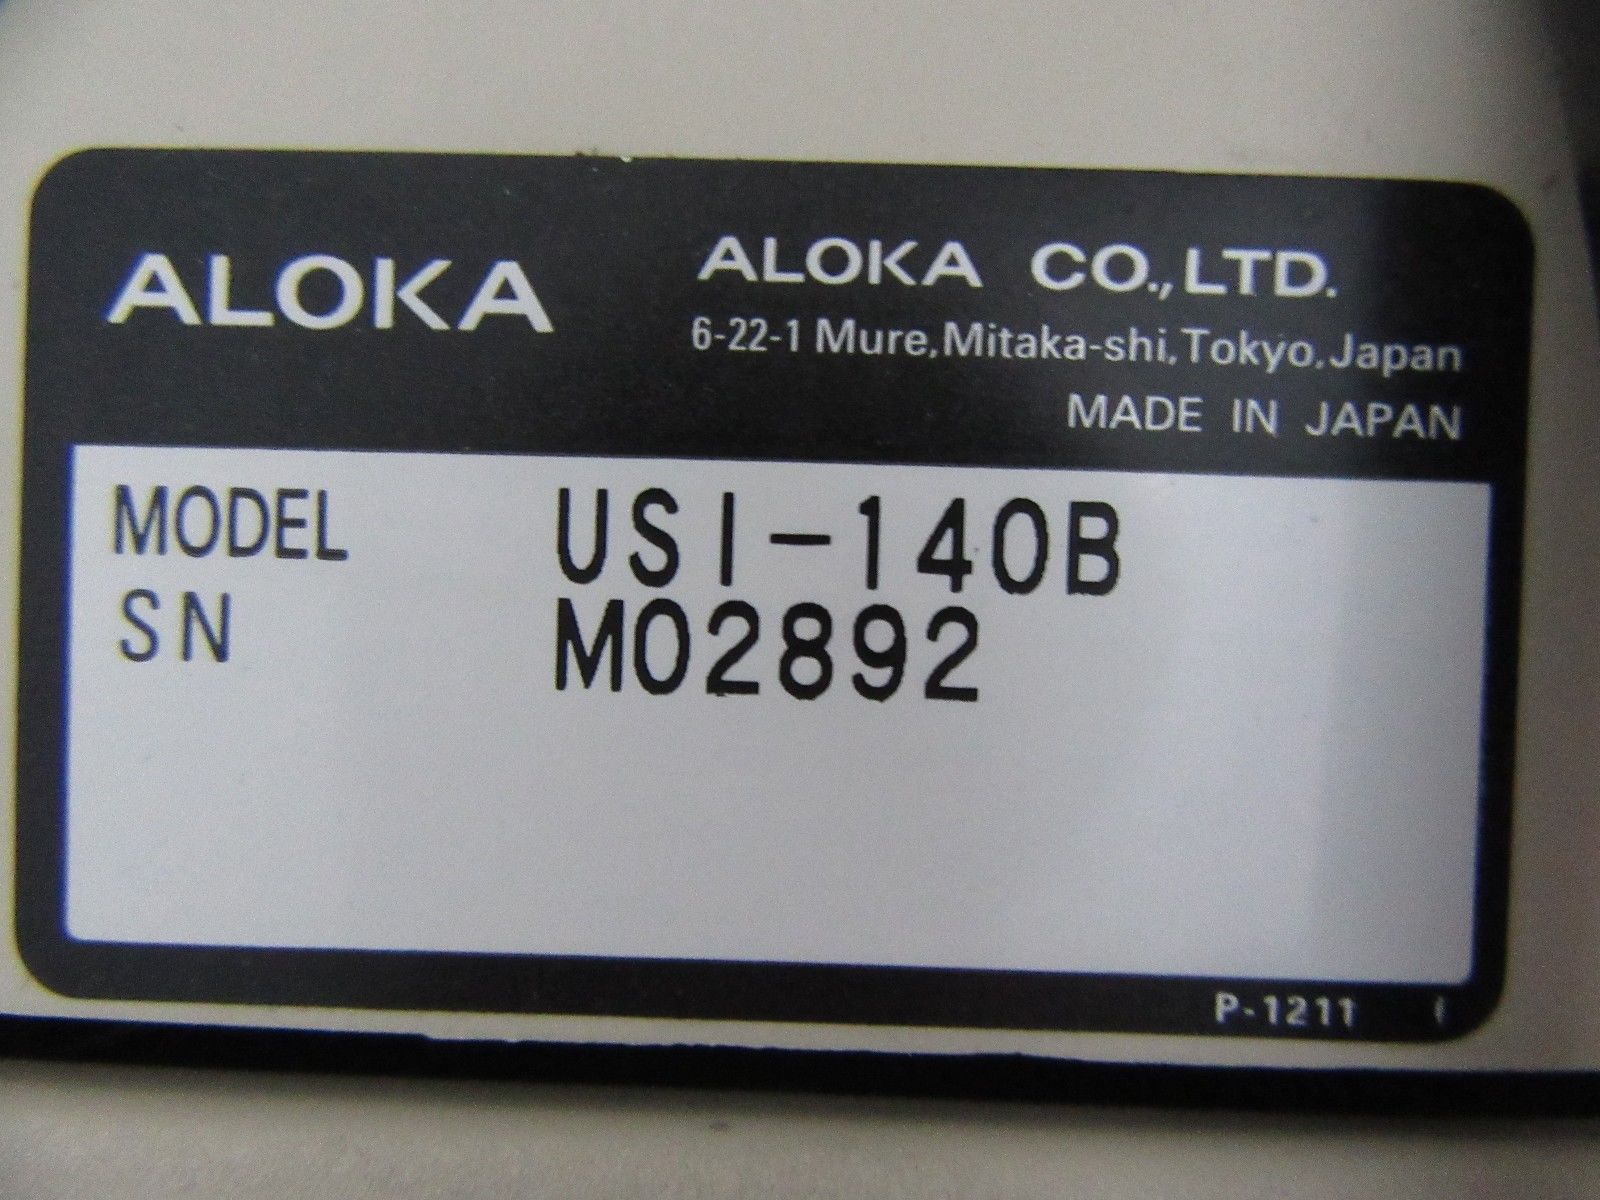 ALOKA
ALOKA CO., LTD.
6-22-1 Mure, Mitaka-shi, Tokyo, Japan
MADE IN JAPAN
MODEL USI-140B
SN M02892
P-1211